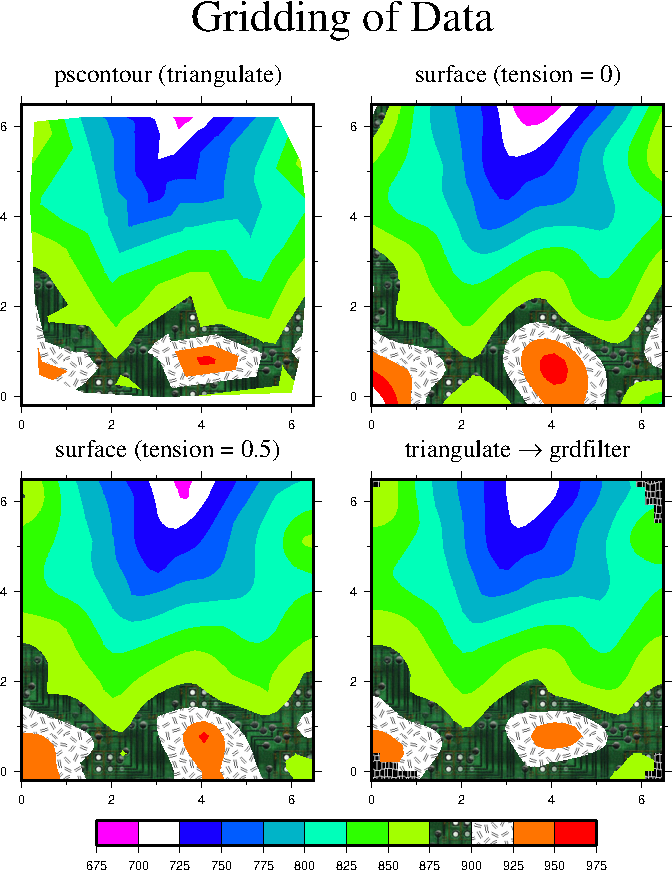 Gridding of Data
pscontour (triangulate)
surface (tension = 0)
6
4
2
0
0 2 4 6
6
4
2
0
0 2 4 6
surface (tension = 0.5)
triangulate → grdfilter
6
4
2
0
0 2 4 6
6
4
2
0
0 2 4 6
675 700 725 750 775 800 825 850 875 900 925 950 975